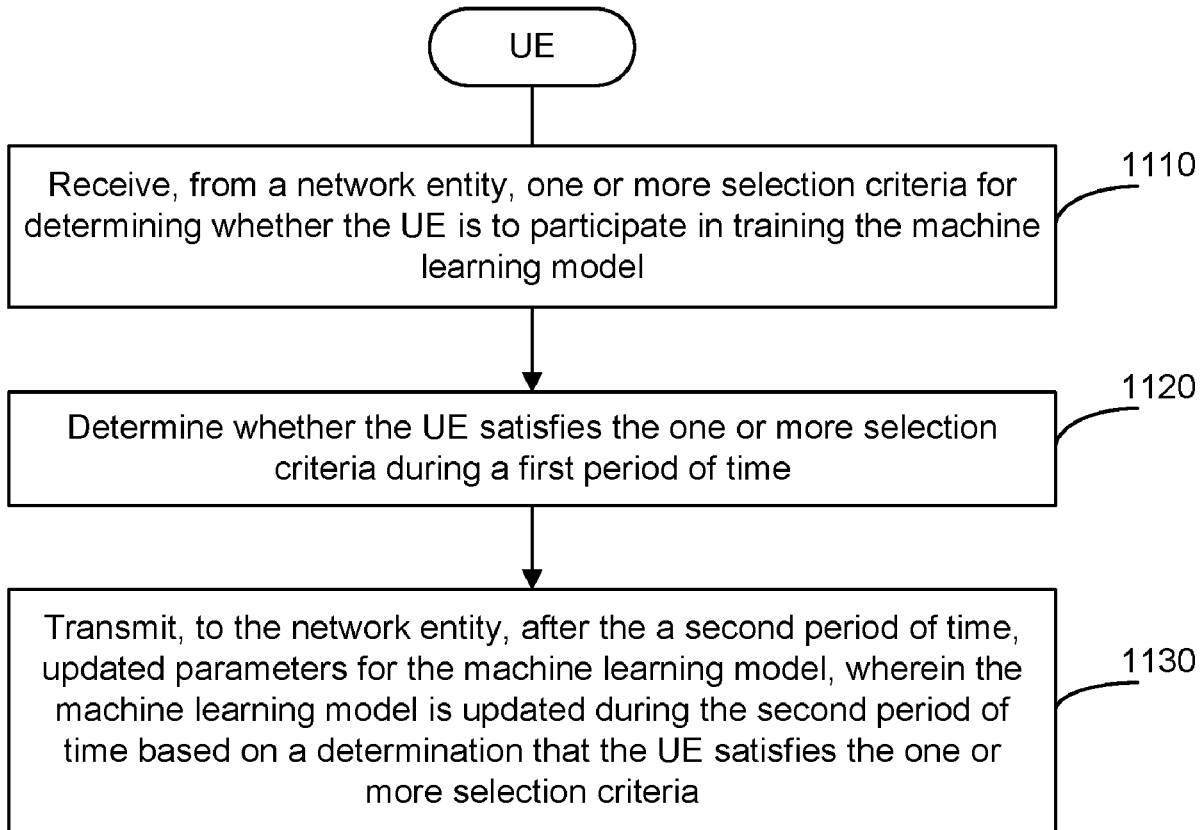 UE
1110
Receive, from a network entity, one or more selection criteria for
determining whether the UE is to participate in training the machine
learning model
1120
Determine whether the UE satisfies the one or more selection
criteria during a first period of time
1130
Transmit, to the network entity, after the a second period of time,
updated parameters for the machine learning model, wherein the
machine learning model is updated during the second period of
time based on a determination that the UE satisfies the one or
more selection criteria